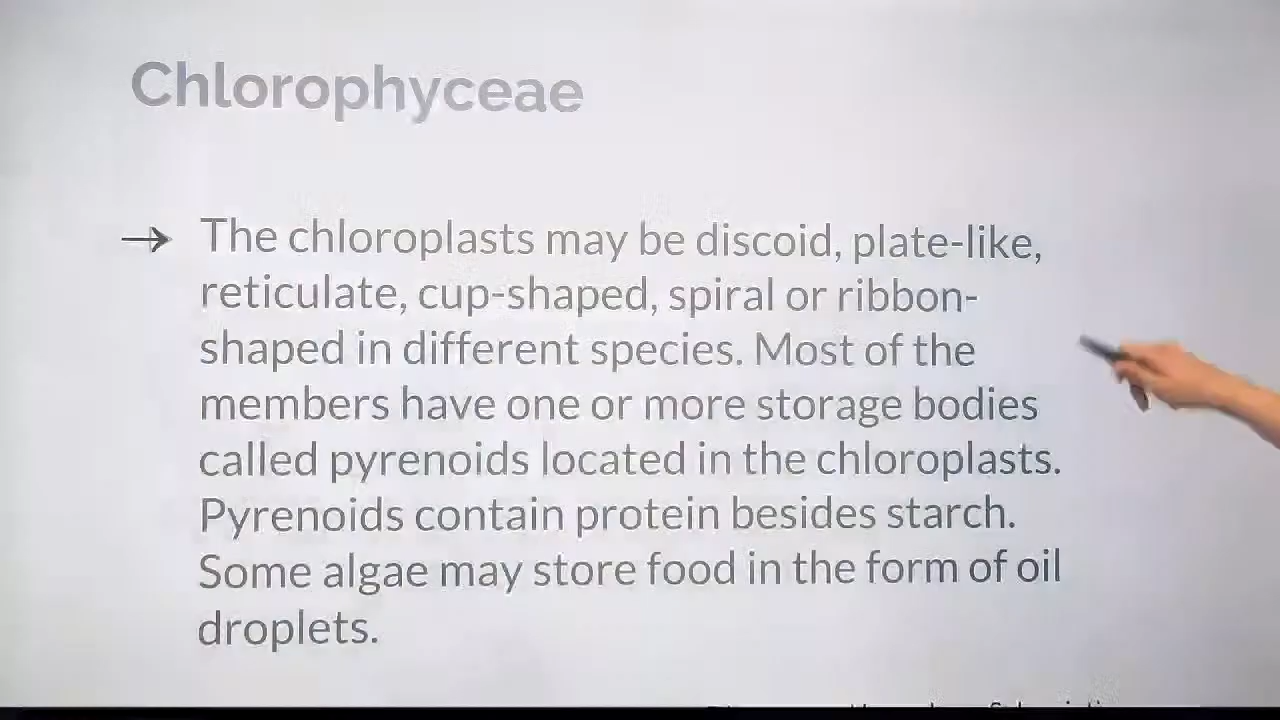 Chlorophyceae
→ The chloroplasts may be discoid, plate-like,
reticulate, cup-shaped, spiral or ribbon-
shaped in different species. Most of the
members have one or more storage bodies
called pyrenoids located in the chloroplasts.
Pyrenoids contain protein besides starch.
Some algae may store food in the form of oil
droplets.